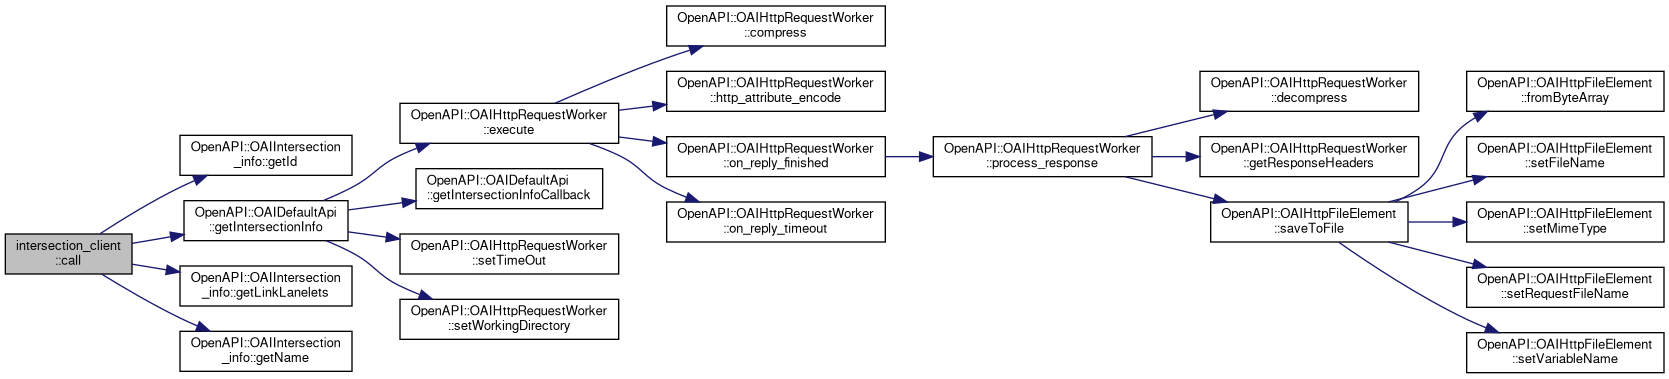 intersection_client
::call
OpenAPI::OAIIntersection
_info::getId
OpenAPI::OAIDefaultApi
::getIntersectionInfo
OpenAPI::OAIIntersection
_info::getLinkLanelets
OpenAPI::OAIIntersection
_info::getName
OpenAPI::OAIHttpRequestWorker
::execute
OpenAPI::OAIDefaultApi
::getIntersectionInfoCallback
OpenAPI::OAIHttpRequestWorker
::setTimeOut
OpenAPI::OAIHttpRequestWorker
::setWorkingDirectory
OpenAPI::OAIHttpRequestWorker
::compress
OpenAPI::OAIHttpRequestWorker
::http_attribute_encode
OpenAPI::OAIHttpRequestWorker
::on_reply_finished
OpenAPI::OAIHttpRequestWorker
::on_reply_timeout
OpenAPI::OAIHttpRequestWorker
::process_response
OpenAPI::OAIHttpRequestWorker
::decompress
OpenAPI::OAIHttpRequestWorker
::getResponseHeaders
OpenAPI::OAIHttpFileElement
::saveToFile
OpenAPI::OAIHttpFileElement
::fromByteArray
OpenAPI::OAIHttpFileElement
::setFileName
OpenAPI::OAIHttpFileElement
::setMimeType
OpenAPI::OAIHttpFileElement
::setRequestFileName
OpenAPI::OAIHttpFileElement
::setVariableName